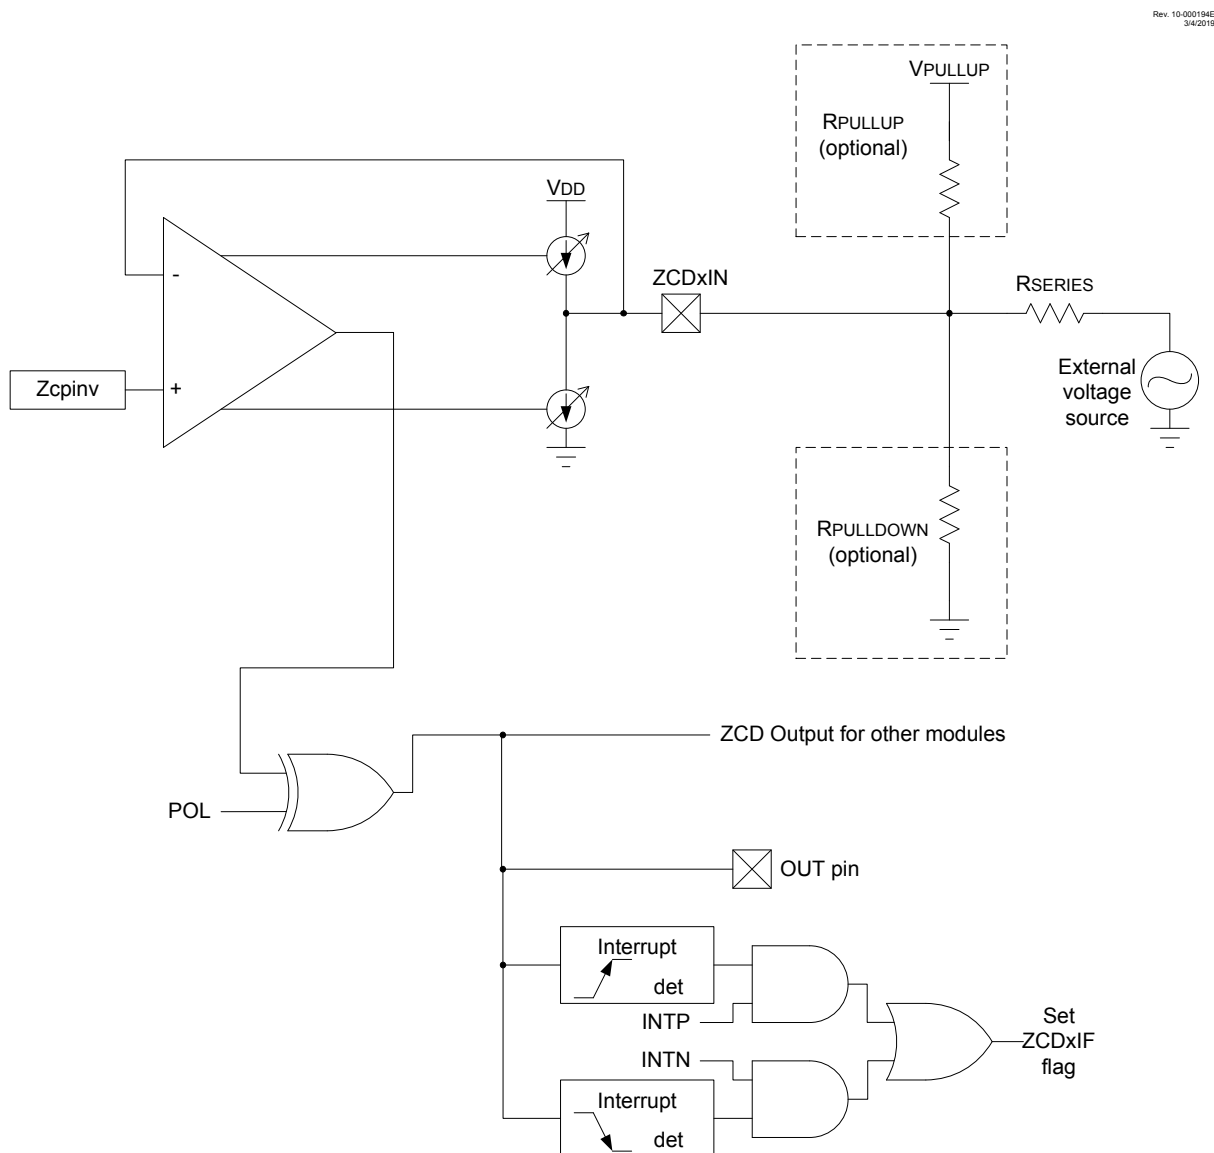 Rev. 10-000194E
3/4/2019
VPULLUP
RPULLUP
(optional)
VDD
ZCDxIN
RSERIES
-
Zcpinv
+
External
voltage
source
RPULLDOWN
(optional)
ZCD Output for other modules
POL
OUT pin
Interrupt
det
INTP
Set
ZCDxIF
flag
INTN
Interrupt
det